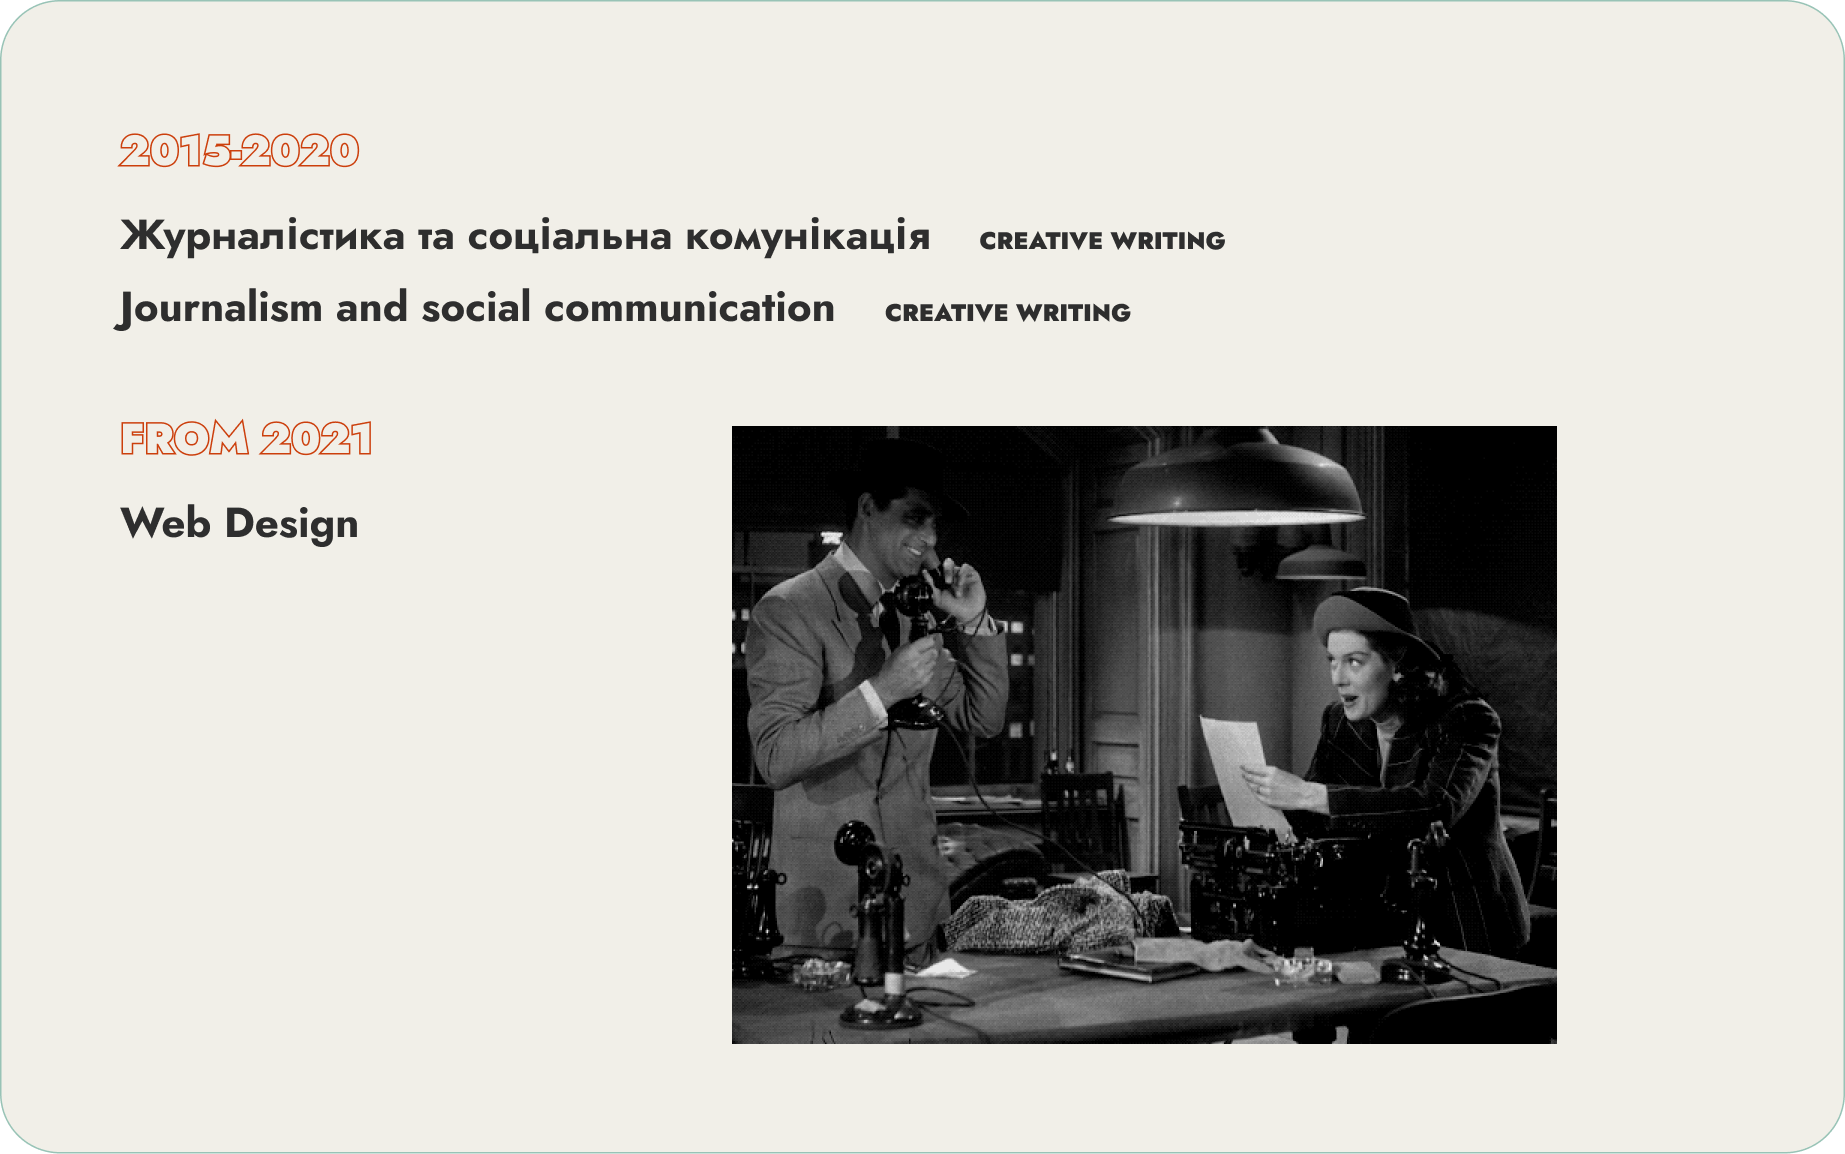 2015-2020
Журналістика та соціальна комунікація CREATIVE WRITING
Journalism and social communication CREATIVE WRITING
FROM 2021
Web Design